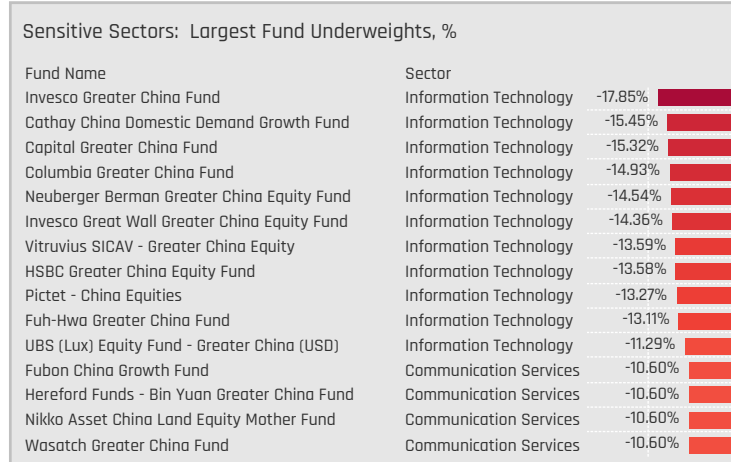 Sensitive Sectors: Largest Fund Underweights, %
Fund Name Sector
Invesco Greater China Fund Information Technology -17.85%
Cathay China Domestic Demand Growth Fund Information Technology -15.45%
Capital Greater China Fund Information Technology -15.32%
Columbia Greater China Fund Information Technology -14.93%
Neuberger Berman Greater China Equity Fund Information Technology -14.54%
Invesco Great Wall Greater China Equity Fund Information Technology -14.36%
Vitruvius SICAV - Greater China Equity Information Technology -13.59%
HSBC Greater China Equity Fund Information Technology -13.58%
Pictet - China Equities Information Technology -13.27%
Fuh-Hwa Greater China Fund Information Technology -13.11%
UBS (Lux) Equity Fund - Greater China (USD) Information Technology -11.29%
Fubon China Growth Fund Communication Services -10.60%
Hereford Funds - Bin Yuan Greater China Fund Communication Services -10.60%
Nikko Asset China Land Equity Mother Fund Communication Services -10.60%
Wasatch Greater China Fund Communication Services -10.60%